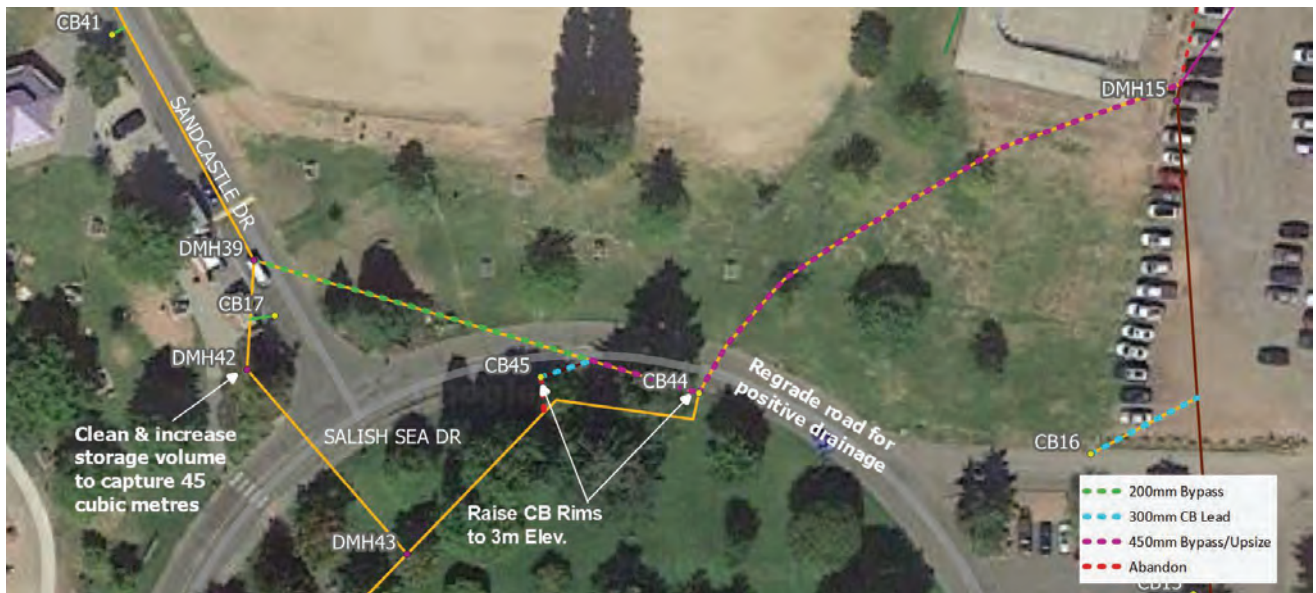 CB41
SANDCASTLE DR
DMH15
DMH39
CB17
DMH42
CB45
CB44
Regrade road for
positive drainage
Clean & increase
storage volume
to capture 45
cubic metres
SALISH SEA DR
CB16
Raise CB Rims
to 3m Elev.
DMH43
200mm Bypass
300mm CB Lead
450mm Bypass/Upsize
Abandon